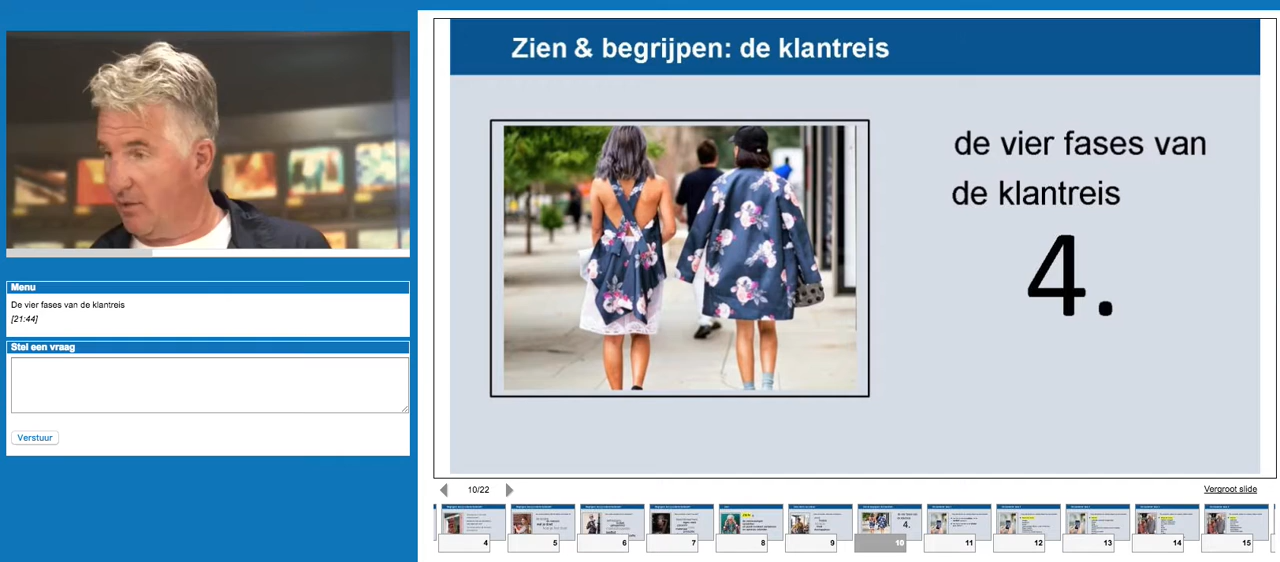 Zien & begrijpen: de klantreis
de vier fases van
de klantreis
4.
Menu
De vier fases van de klantreis
[21:44]
Stel een vraag
Verstuur
10/22
Vergroot slide
4
5
6
7
8
9
10
11
12
13
14
15